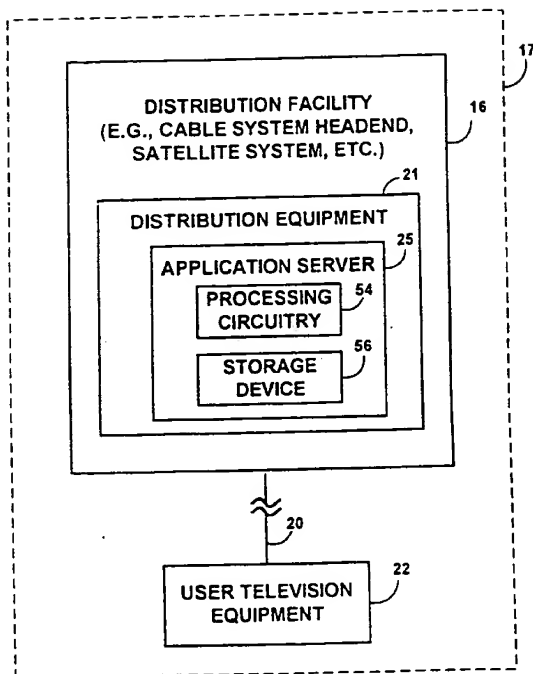 17
DISTRIBUTION FACILITY
(E.G., CABLE SYSTEM HEADEND,
SATELLITE SYSTEM, ETC.)
16
21
DISTRIBUTION EQUIPMENT
25
APPLICATION SERVER
PROCESSING
CIRCUITRY
54
STORAGE
DEVICE
56
20
USER TELEVISION
EQUIPMENT
22